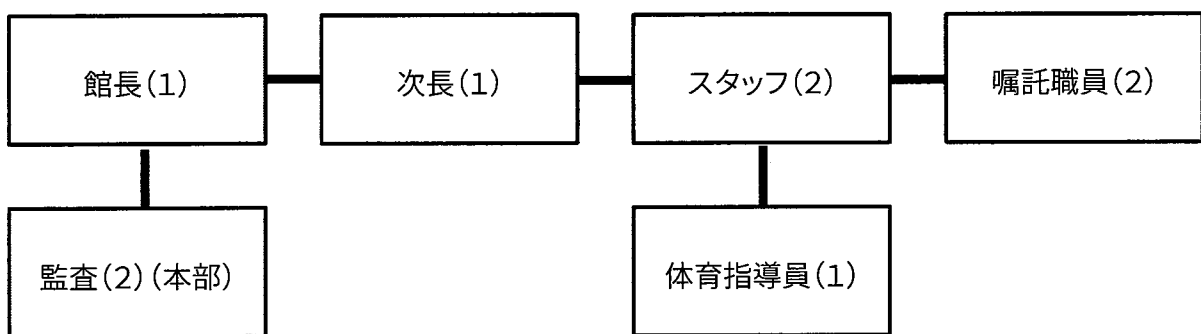 館長(1)
次長(1)
スタッフ(2)
嘱託職員(2)
監査(2)(本部)
体育指導員(1)